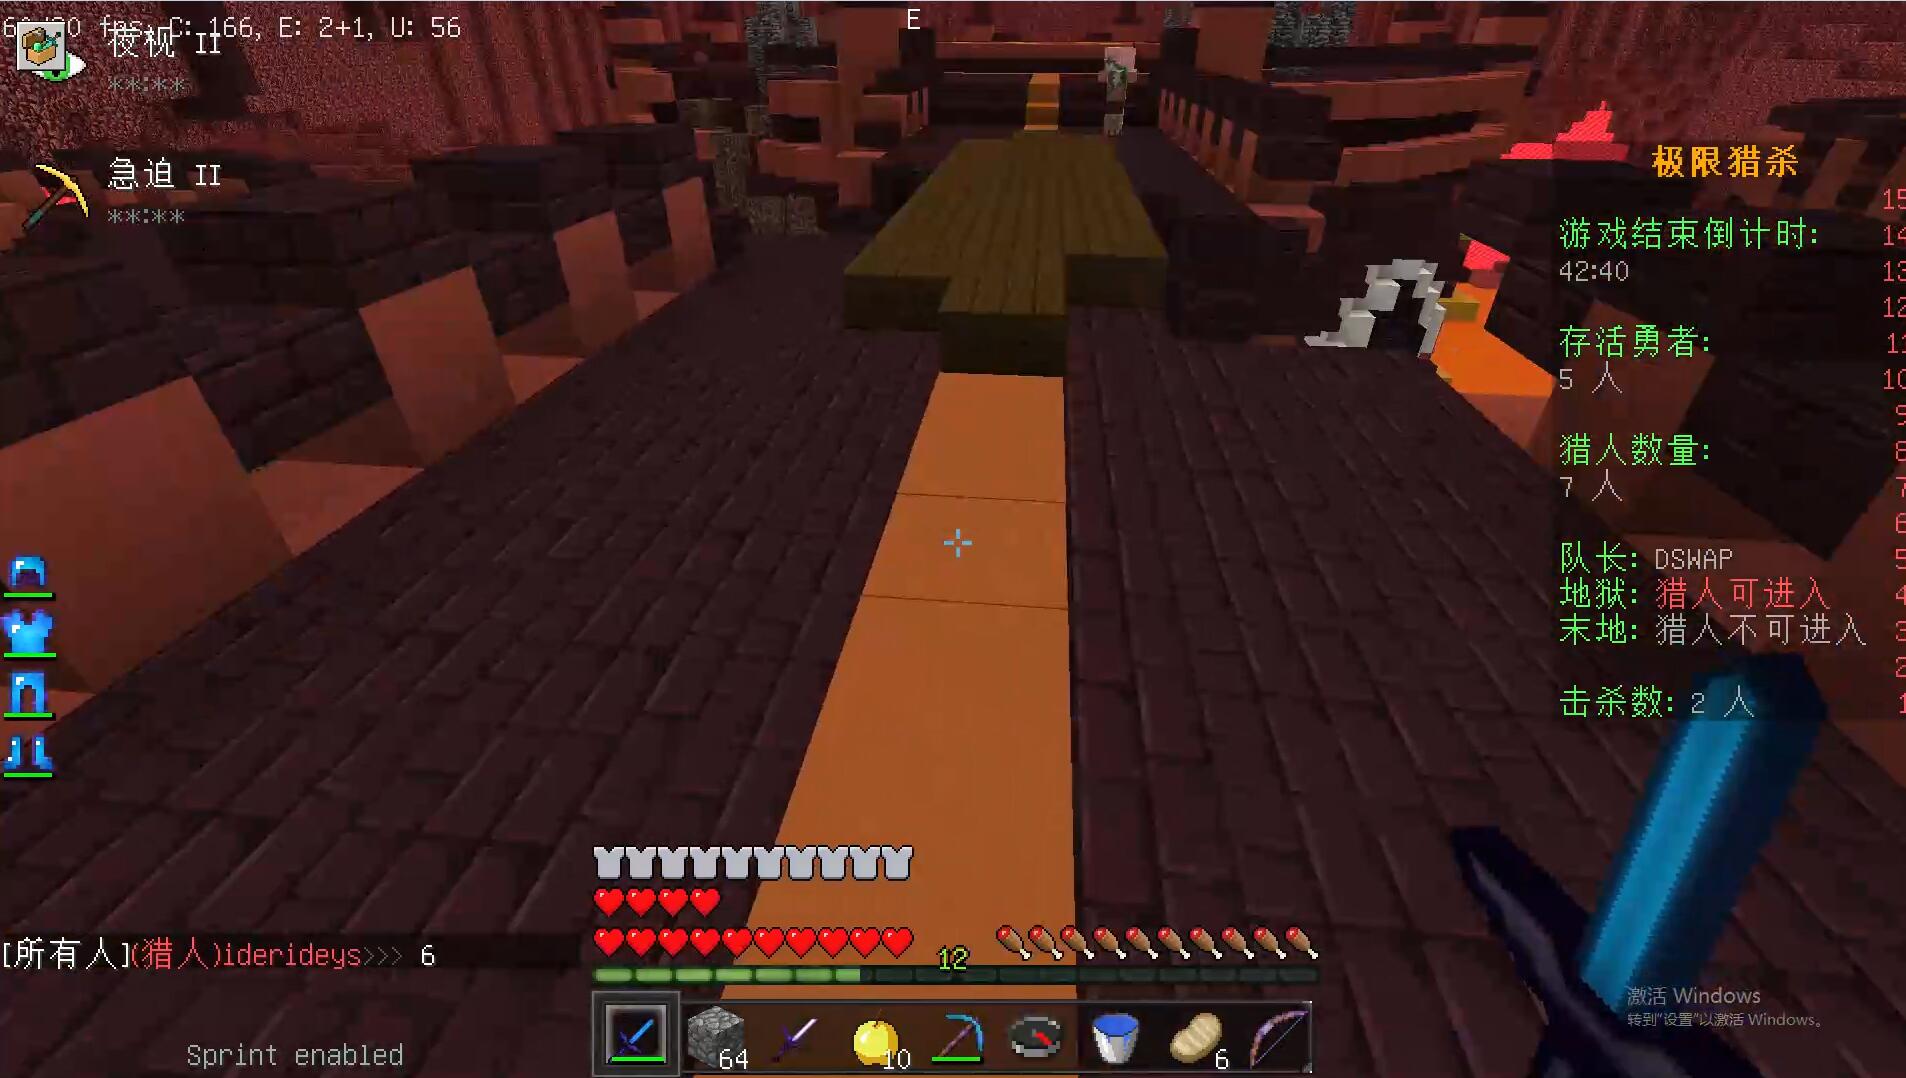 fps, C: 166, E: 2+1, U: 56
E
夜视 II
**:**
急迫 II
**:**
极限猎杀
15
游戏结束倒计时: 14
42:40 13
12
存活勇者: 11
5 人 10
9
猎人数量: 8
7 人 7
6
队长: DSWAP 5
地狱: 猎人可进入 4
末地: 猎人不可进入 3
2
击杀数: 2 人 1
[所有人](猎人)iderideys>>> 6
12
激活 Windows
转到"设置"以激活 Windows。
Sprint enabled
64
10
6